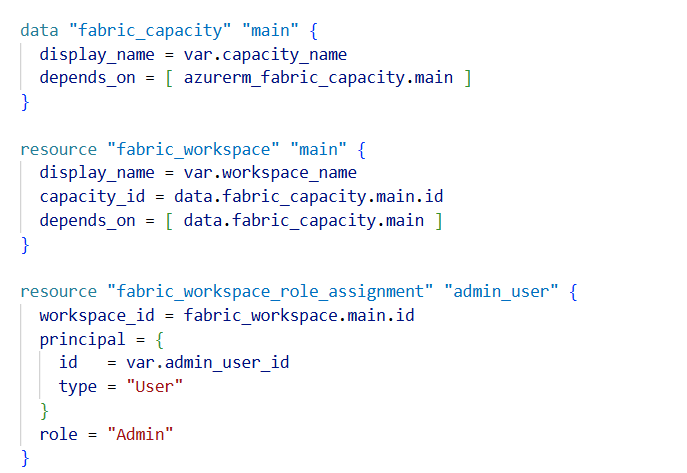 data "fabric_capacity" "main" {
  display_name = var.capacity_name
  depends_on = [ azurerm_fabric_capacity.main ]
}

resource "fabric_workspace" "main" {
  display_name = var.workspace_name
  capacity_id = data.fabric_capacity.main.id
  depends_on = [ data.fabric_capacity.main ]
}

resource "fabric_workspace_role_assignment" "admin_user" {
  workspace_id = fabric_workspace.main.id
  principal = {
    id   = var.admin_user_id
    type = "User"
  }
  role = "Admin"
}